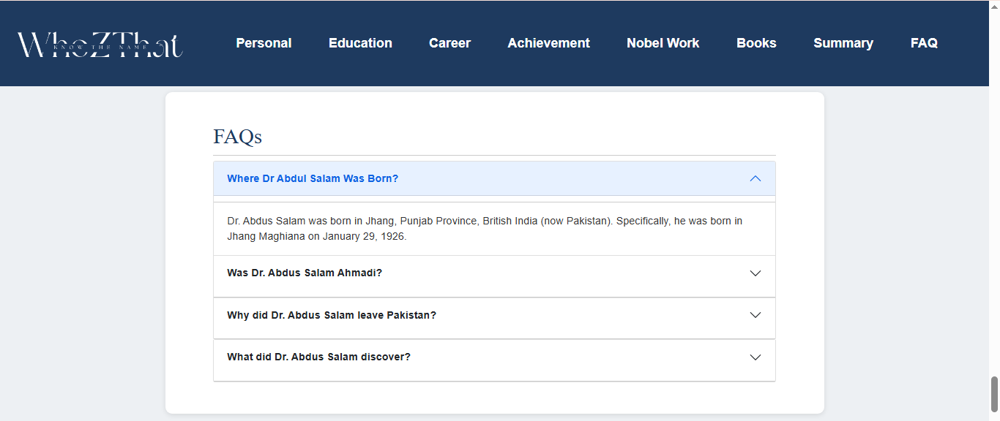 WhoZThat
KNOW THE NAME
Personal Education Career Achievement Nobel Work Books Summary FAQ
FAQs
Where Dr Abdul Salam Was Born?
Dr. Abdus Salam was born in Jhang, Punjab Province, British India (now Pakistan). Specifically, he was born in
Jhang Maghiana on January 29, 1926.
Was Dr. Abdus Salam Ahmadi?
Why did Dr. Abdus Salam leave Pakistan?
What did Dr. Abdus Salam discover?